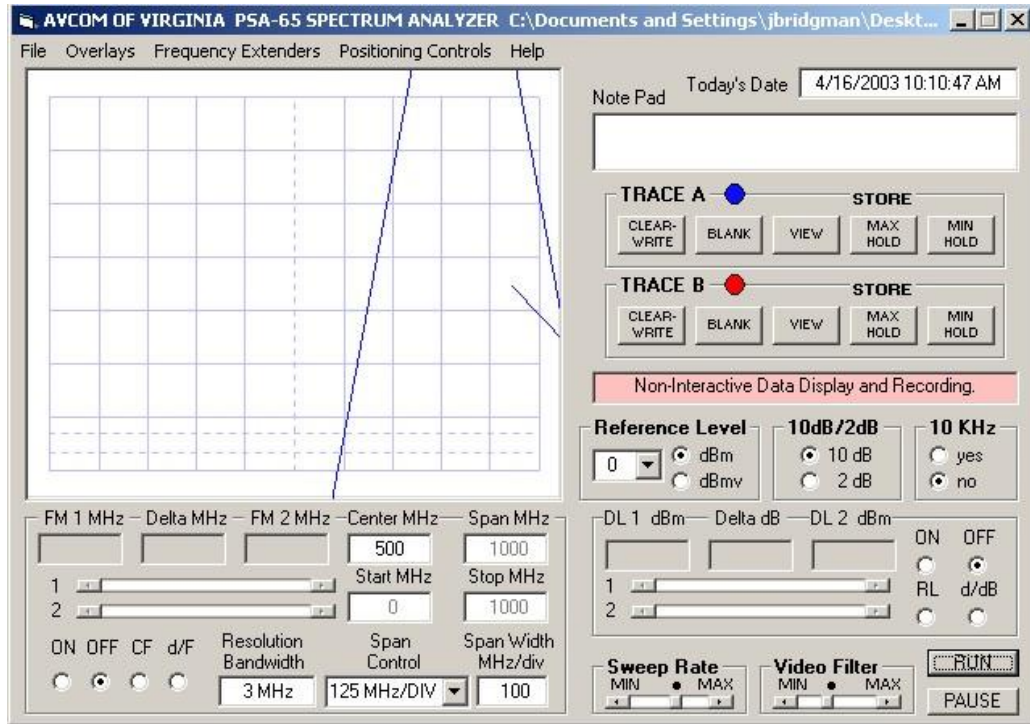 AVCOM OF VIRGINIA PSA-65 SPECTRUM ANALYZER C:\Documents and Settings\jbridgman\Deskt...
File Overlays Frequency Extenders Positioning Controls Help
Today's Date 4/16/2003 10:10:47 AM
Note Pad
TRACE A STORE
CLEAR-WRITE BLANK VIEW MAX HOLD MIN HOLD
TRACE B STORE
CLEAR-WRITE BLANK VIEW MAX HOLD MIN HOLD
Non-Interactive Data Display and Recording.
Reference Level 10dB/2dB 10 KHz
0 dBm 10 dB yes
dBmv 2 dB no
FM 1 MHz Delta MHz FM 2 MHz Center MHz Span MHz
500 1000
Start MHz Stop MHz
1
2 0 1000
ON OFF CF d/F
Resolution Bandwidth Span Control Span Width MHz/div
3 MHz 125 MHz/DIV 100
DL 1 dBm Delta dB DL 2 dBm
ON OFF
1 RL d/dB
2
Sweep Rate Video Filter
MIN MAX MIN MAX
RUN
PAUSE